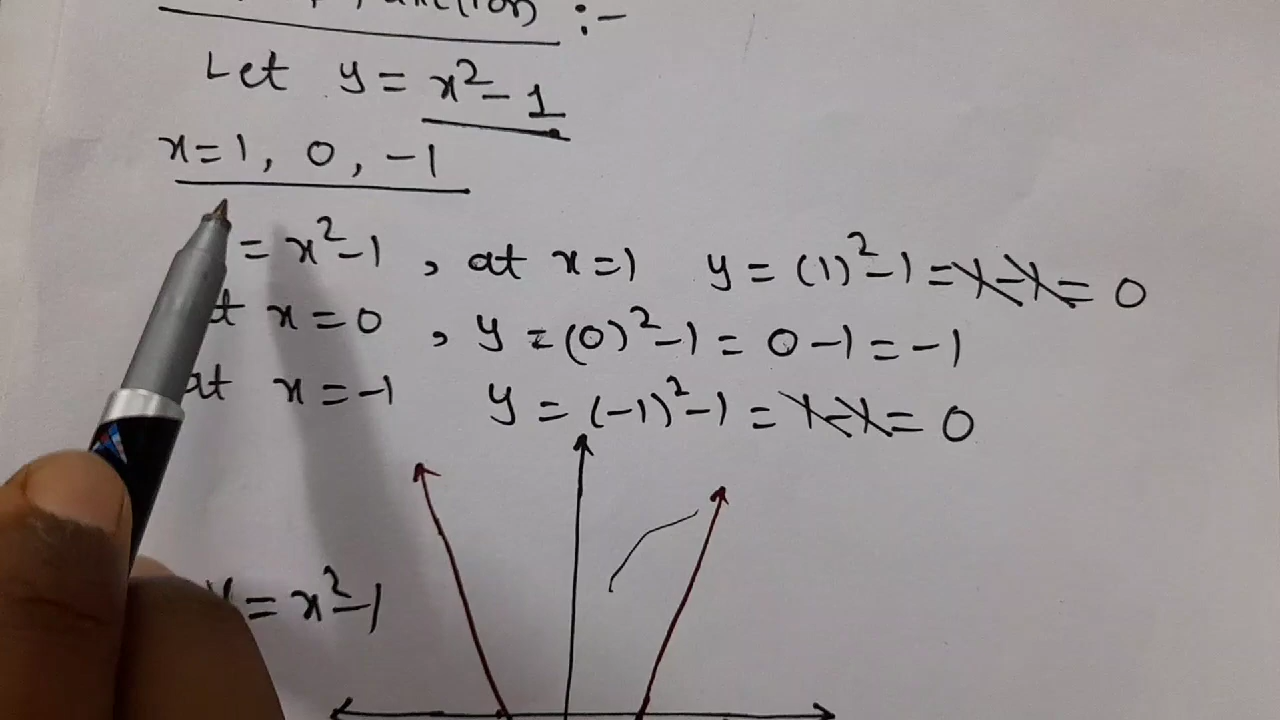 Function :-
Let y = x² - 1
x = 1, 0, -1
= x² - 1 , at x = 1 y = (1)² - 1 = 1 - 1 = 0
at x = 0 , y = (0)² - 1 = 0 - 1 = -1
at x = -1 y = (-1)² - 1 = 1 - 1 = 0
y = x² - 1